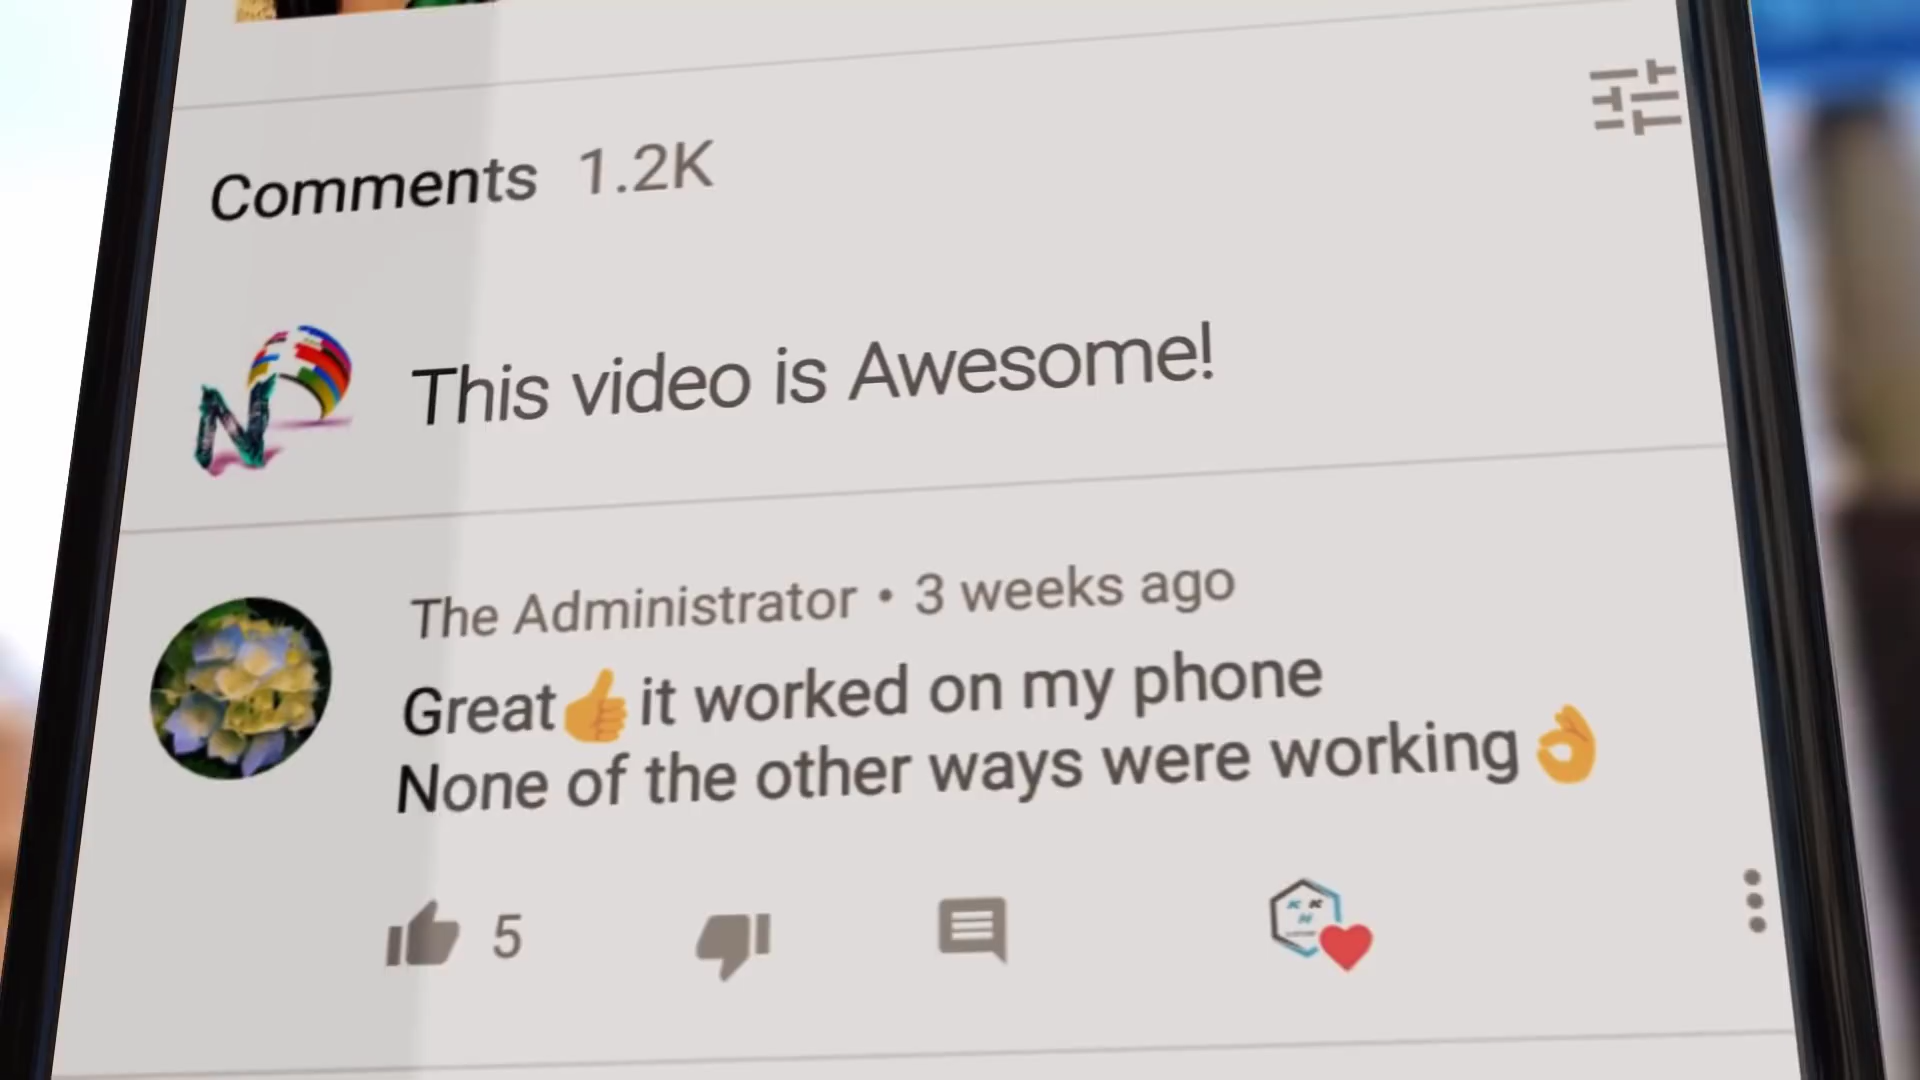 Comments 1.2K
This video is Awesome!
The Administrator • 3 weeks ago
Great👍it worked on my phone
None of the other ways were working👌
5